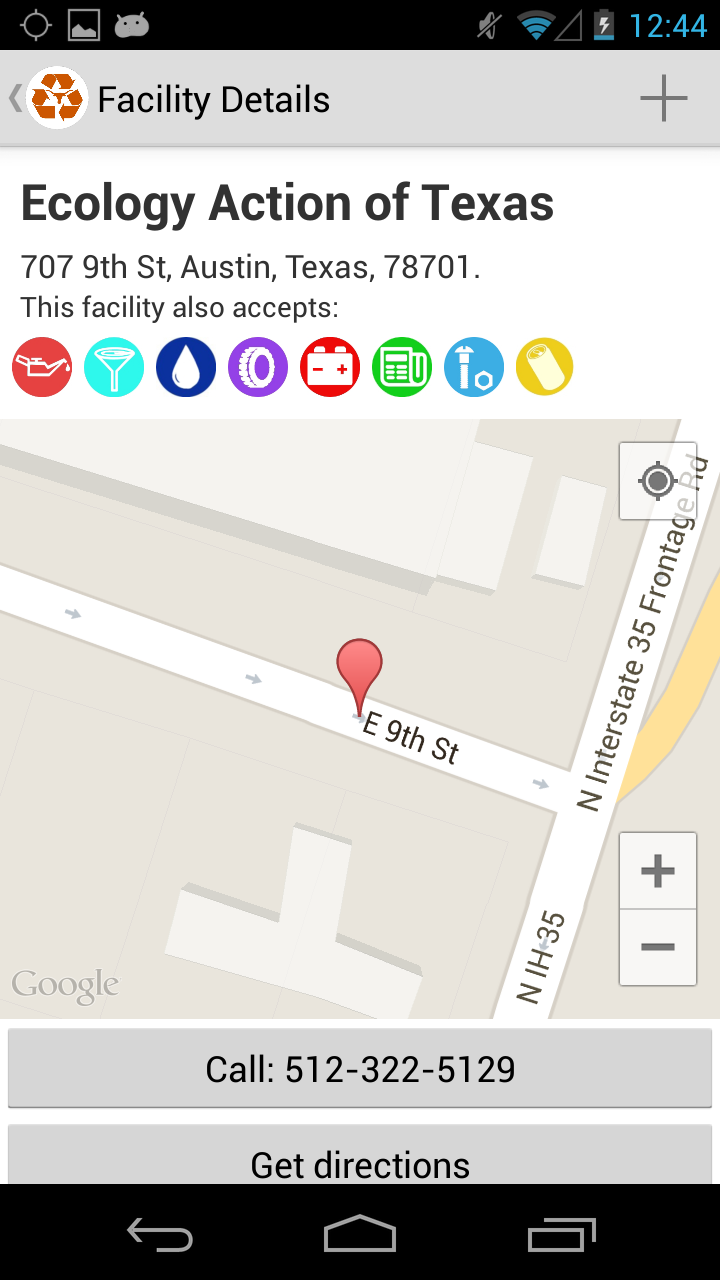 12:44
Facility Details
Ecology Action of Texas
707 9th St, Austin, Texas, 78701.
This facility also accepts:
N Interstate 35 Frontage Rd
E 9th St
N IH-35
Google
Call: 512-322-5129
Get directions